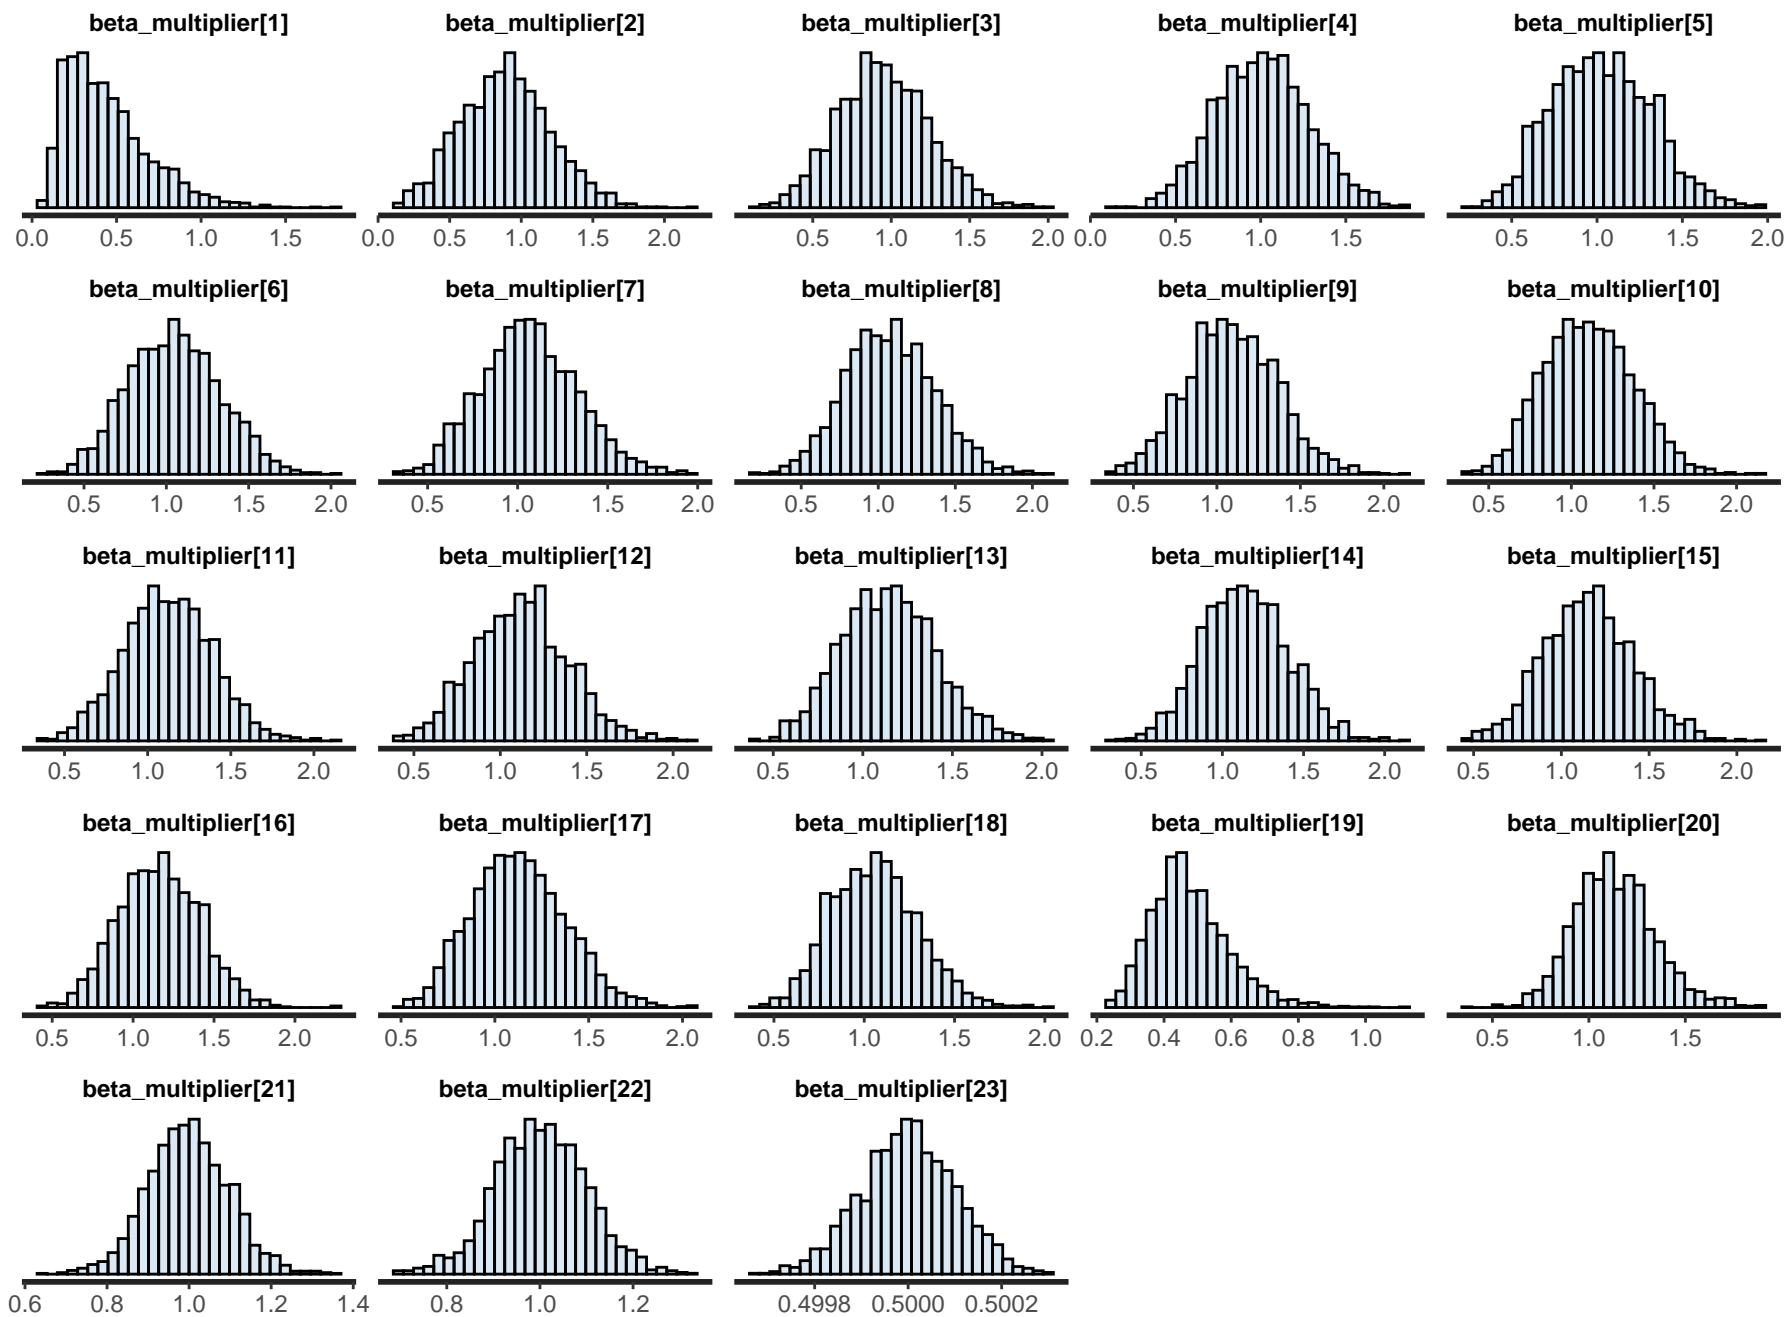 beta_multiplier[1] beta_multiplier[2] beta_multiplier[3] beta_multiplier[4] beta_multiplier[5]
0.0 0.5 1.0 1.5 0.0 0.5 1.0 1.5 2.0 0.5 1.0 1.5 2.0 0.0 0.5 1.0 1.5 0.5 1.0 1.5 2.0
beta_multiplier[6] beta_multiplier[7] beta_multiplier[8] beta_multiplier[9] beta_multiplier[10]
0.5 1.0 1.5 2.0 0.5 1.0 1.5 2.0 0.5 1.0 1.5 2.0 0.5 1.0 1.5 2.0 0.5 1.0 1.5 2.0
beta_multiplier[11] beta_multiplier[12] beta_multiplier[13] beta_multiplier[14] beta_multiplier[15]
0.5 1.0 1.5 2.0 0.5 1.0 1.5 2.0 0.5 1.0 1.5 2.0 0.5 1.0 1.5 2.0 0.5 1.0 1.5 2.0
beta_multiplier[16] beta_multiplier[17] beta_multiplier[18] beta_multiplier[19] beta_multiplier[20]
0.5 1.0 1.5 2.0 0.5 1.0 1.5 2.0 0.5 1.0 1.5 2.0 0.2 0.4 0.6 0.8 1.0 0.5 1.0 1.5
beta_multiplier[21] beta_multiplier[22] beta_multiplier[23]
0.6 0.8 1.0 1.2 1.4 0.8 1.0 1.2 0.4998 0.5000 0.5002